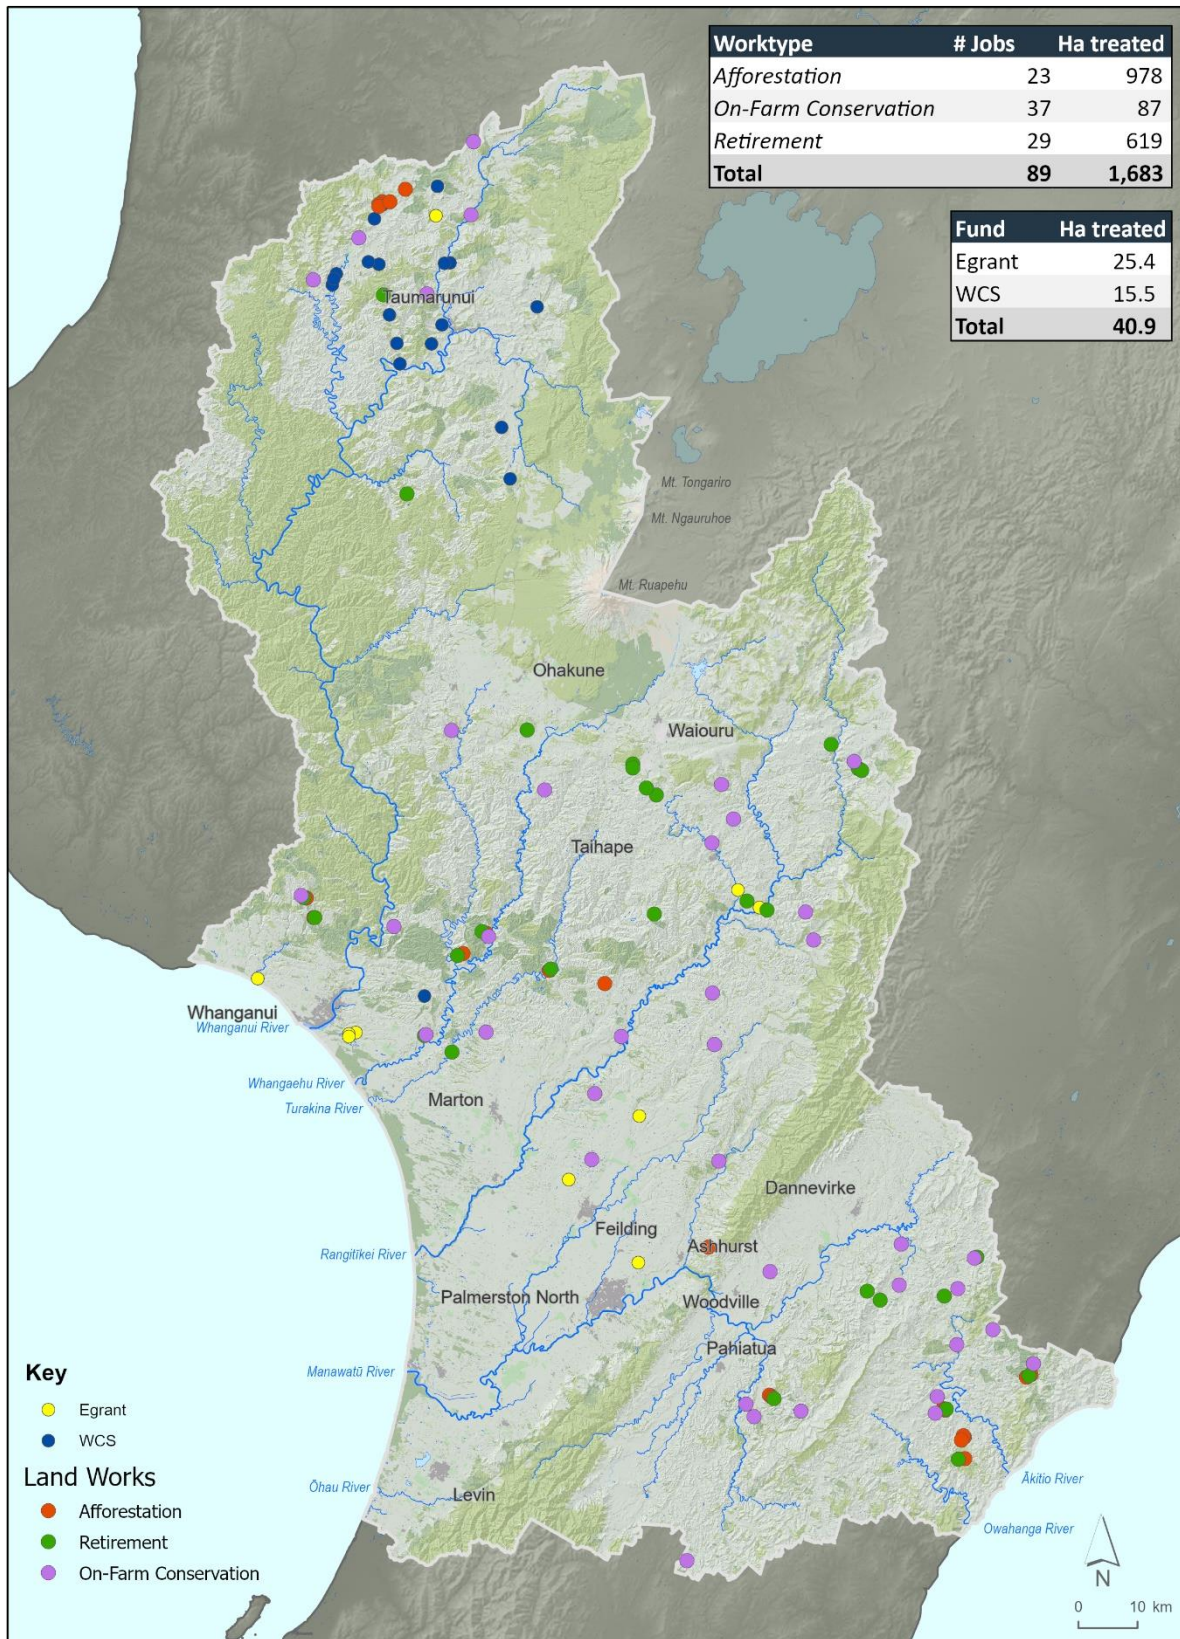 Worktype # Jobs Ha treated
Afforestation 23 978
On-Farm Conservation 37 87
Retirement 29 619
Total 89 1,683
Fund Ha treated
Egrant 25.4
WCS 15.5
Total 40.9
Taumarunui
Mt. Tongariro
Mt. Ngauruhoe
Mt. Ruapehu
Ohakune
Waiouru
Taihape
Whanganui
Whanganui River
Whangaehu River
Marton
Turakina River
Dannevirke
Feilding
Rangitīkei River
Ashhurst
Palmerston North
Woodville
Pahiatua
Manawatū River
Key
Egrant
WCS
Land Works
Afforestation
Retirement
On-Farm Conservation
Ōhau River
Levin
Ākitio River
Owahanga River
N
0 10 km